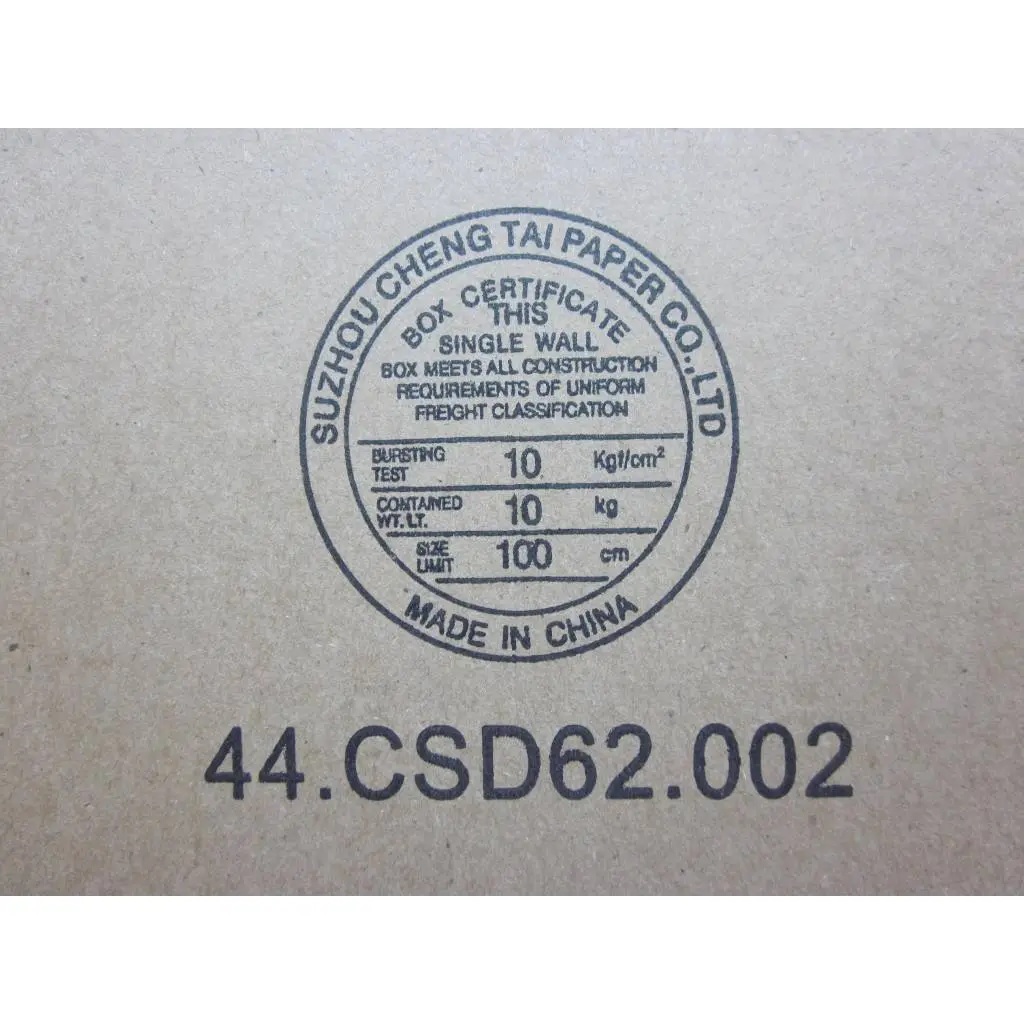 SUZHOU CHENG TAI PAPER CO.,LTD
BOX CERTIFICATE
THIS
SINGLE WALL
BOX MEETS ALL CONSTRUCTION
REQUIREMENTS OF UNIFORM
FREIGHT CLASSIFICATION
BURSTING TEST 10 Kgf/cm²
CONTAINED WT. LT. 10 kg
SIZE LIMIT 100 cm
MADE IN CHINA
44.CSD62.002